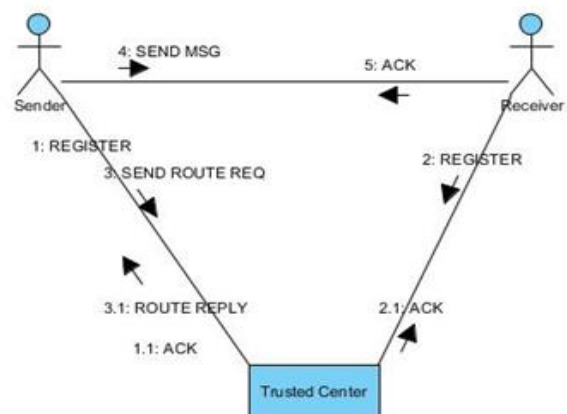 4: SEND MSG
5: ACK
Sender
Receiver
1: REGISTER
2: REGISTER
3: SEND ROUTE REQ
3.1: ROUTE REPLY
2.1: ACK
1.1: ACK
Trusted Center